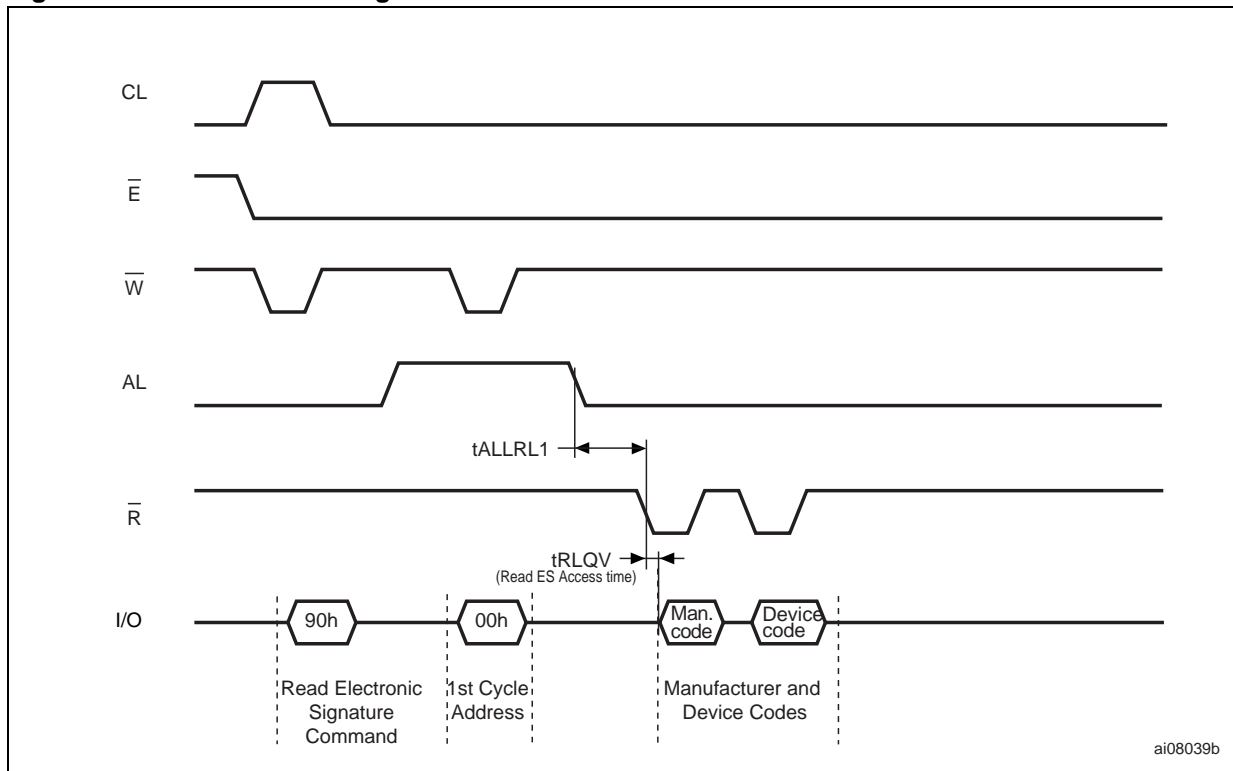 CL
E
W
AL
tALLRL1
R
tRLQV
(Read ES Access time)
I/O
90h
00h
Man.
code
Device
code
Read Electronic
Signature
Command
1st Cycle
Address
Manufacturer and
Device Codes
ai08039b